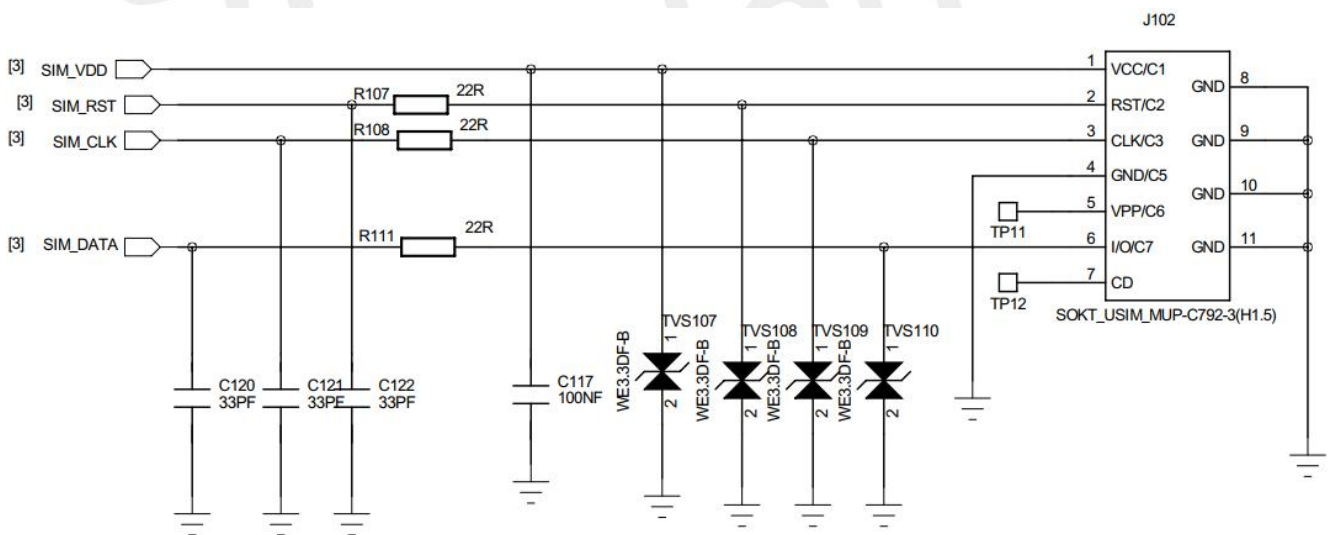 J102
[3] SIM_VDD
1 VCC/C1
GND 8
[3] SIM_RST
R107 22R
2 RST/C2
[3] SIM_CLK
R108 22R
3 CLK/C3
GND 9
4 GND/C5
GND 10
TP11
5 VPP/C6
[3] SIM_DATA
R111 22R
6 I/O/C7
GND 11
TP12
7 CD
SOKT_USIM_MUP-C792-3(H1.5)
C120
33PF
C121
33PF
C122
33PF
C117
100NF
TVS107
WE3.3DF-B
1
2
TVS108
WE3.3DF-B
1
2
TVS109
WE3.3DF-B
1
2
TVS110
WE3.3DF-B
1
2